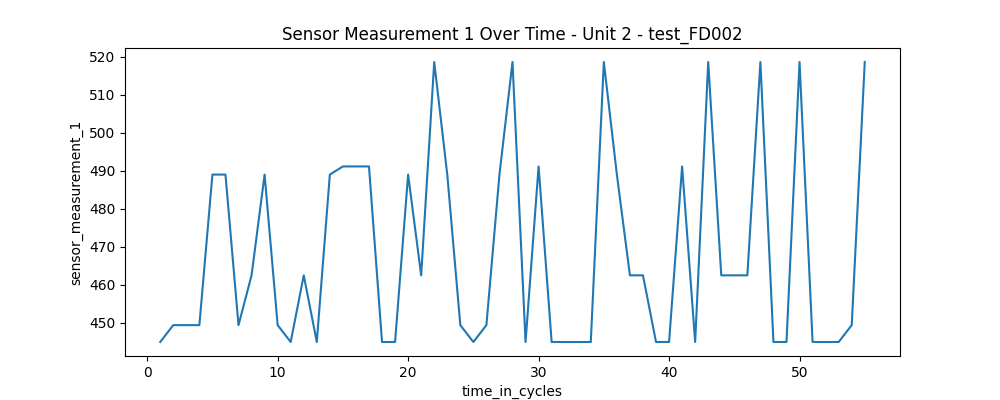 Sensor Measurement 1 Over Time - Unit 2 - test_FD002
520
510
500
490
480
470
460
450
sensor_measurement_1
0 10 20 30 40 50
time_in_cycles